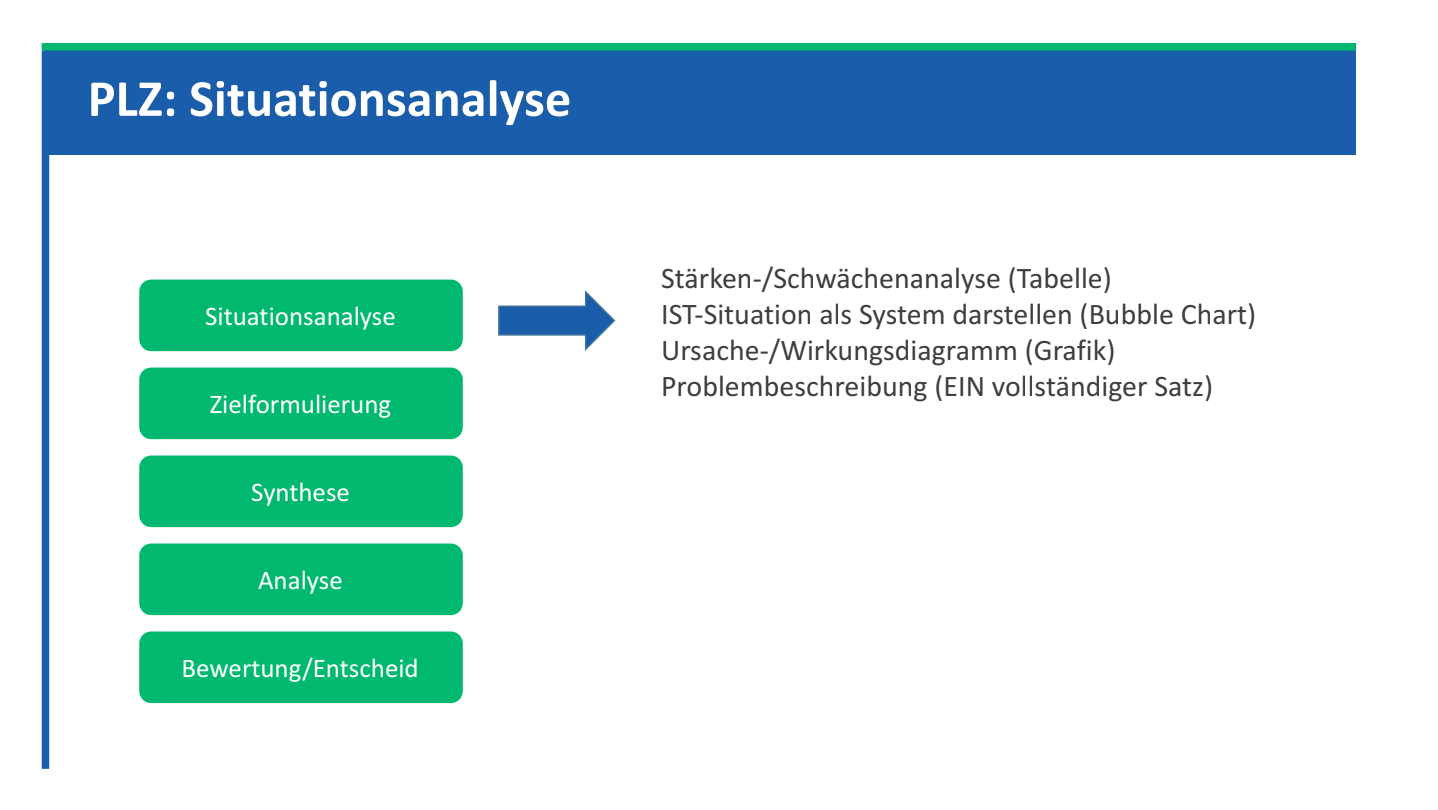 PLZ: Situationsanalyse
Situationsanalyse
Zielformulierung
Synthese
Analyse
Bewertung/Entscheid
Stärken-/Schwächenanalyse (Tabelle)
IST-Situation als System darstellen (Bubble Chart)
Ursache-/Wirkungsdiagramm (Grafik)
Problembeschreibung (EIN vollständiger Satz)